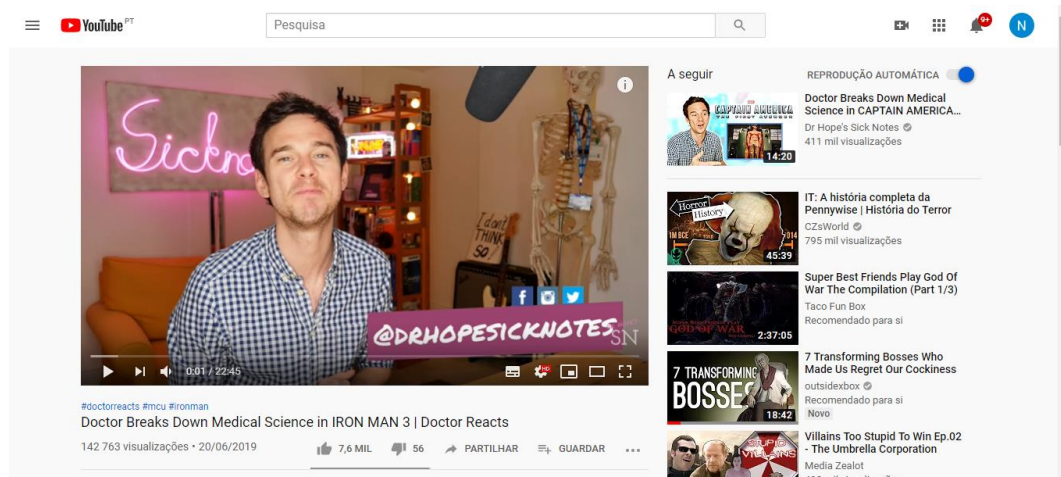 YouTube PT
Pesquisa
9+
N
Sickno
I don't
THINK
SO
@DRHOPESICKNOTES
SN
0:01 / 22:45
HD
#doctorreacts #mcu #ironman
Doctor Breaks Down Medical Science in IRON MAN 3 | Doctor Reacts
142 763 visualizações • 20/06/2019
7,6 MIL
56
PARTILHAR
GUARDAR
A seguir
REPRODUÇÃO AUTOMÁTICA
CAPTAIN AMERICA
THE FIRST AVENGER
14:20
Doctor Breaks Down Medical
Science in CAPTAIN AMERICA...
Dr Hope's Sick Notes
411 mil visualizações
Horror
History
1M BCE
45:39
IT: A história completa da
Pennywise | História do Terror
CZsWorld
795 mil visualizações
GOD OF WAR
2:37:05
Super Best Friends Play God Of
War The Compilation (Part 1/3)
Taco Fun Box
Recomendado para si
7 TRANSFORMING
BOSSES
18:42
7 Transforming Bosses Who
Made Us Regret Our Cockiness
outsidexbox
Recomendado para si
Novo
STUPID
VILLAINS
Villains Too Stupid To Win Ep.02
- The Umbrella Corporation
Media Zealot